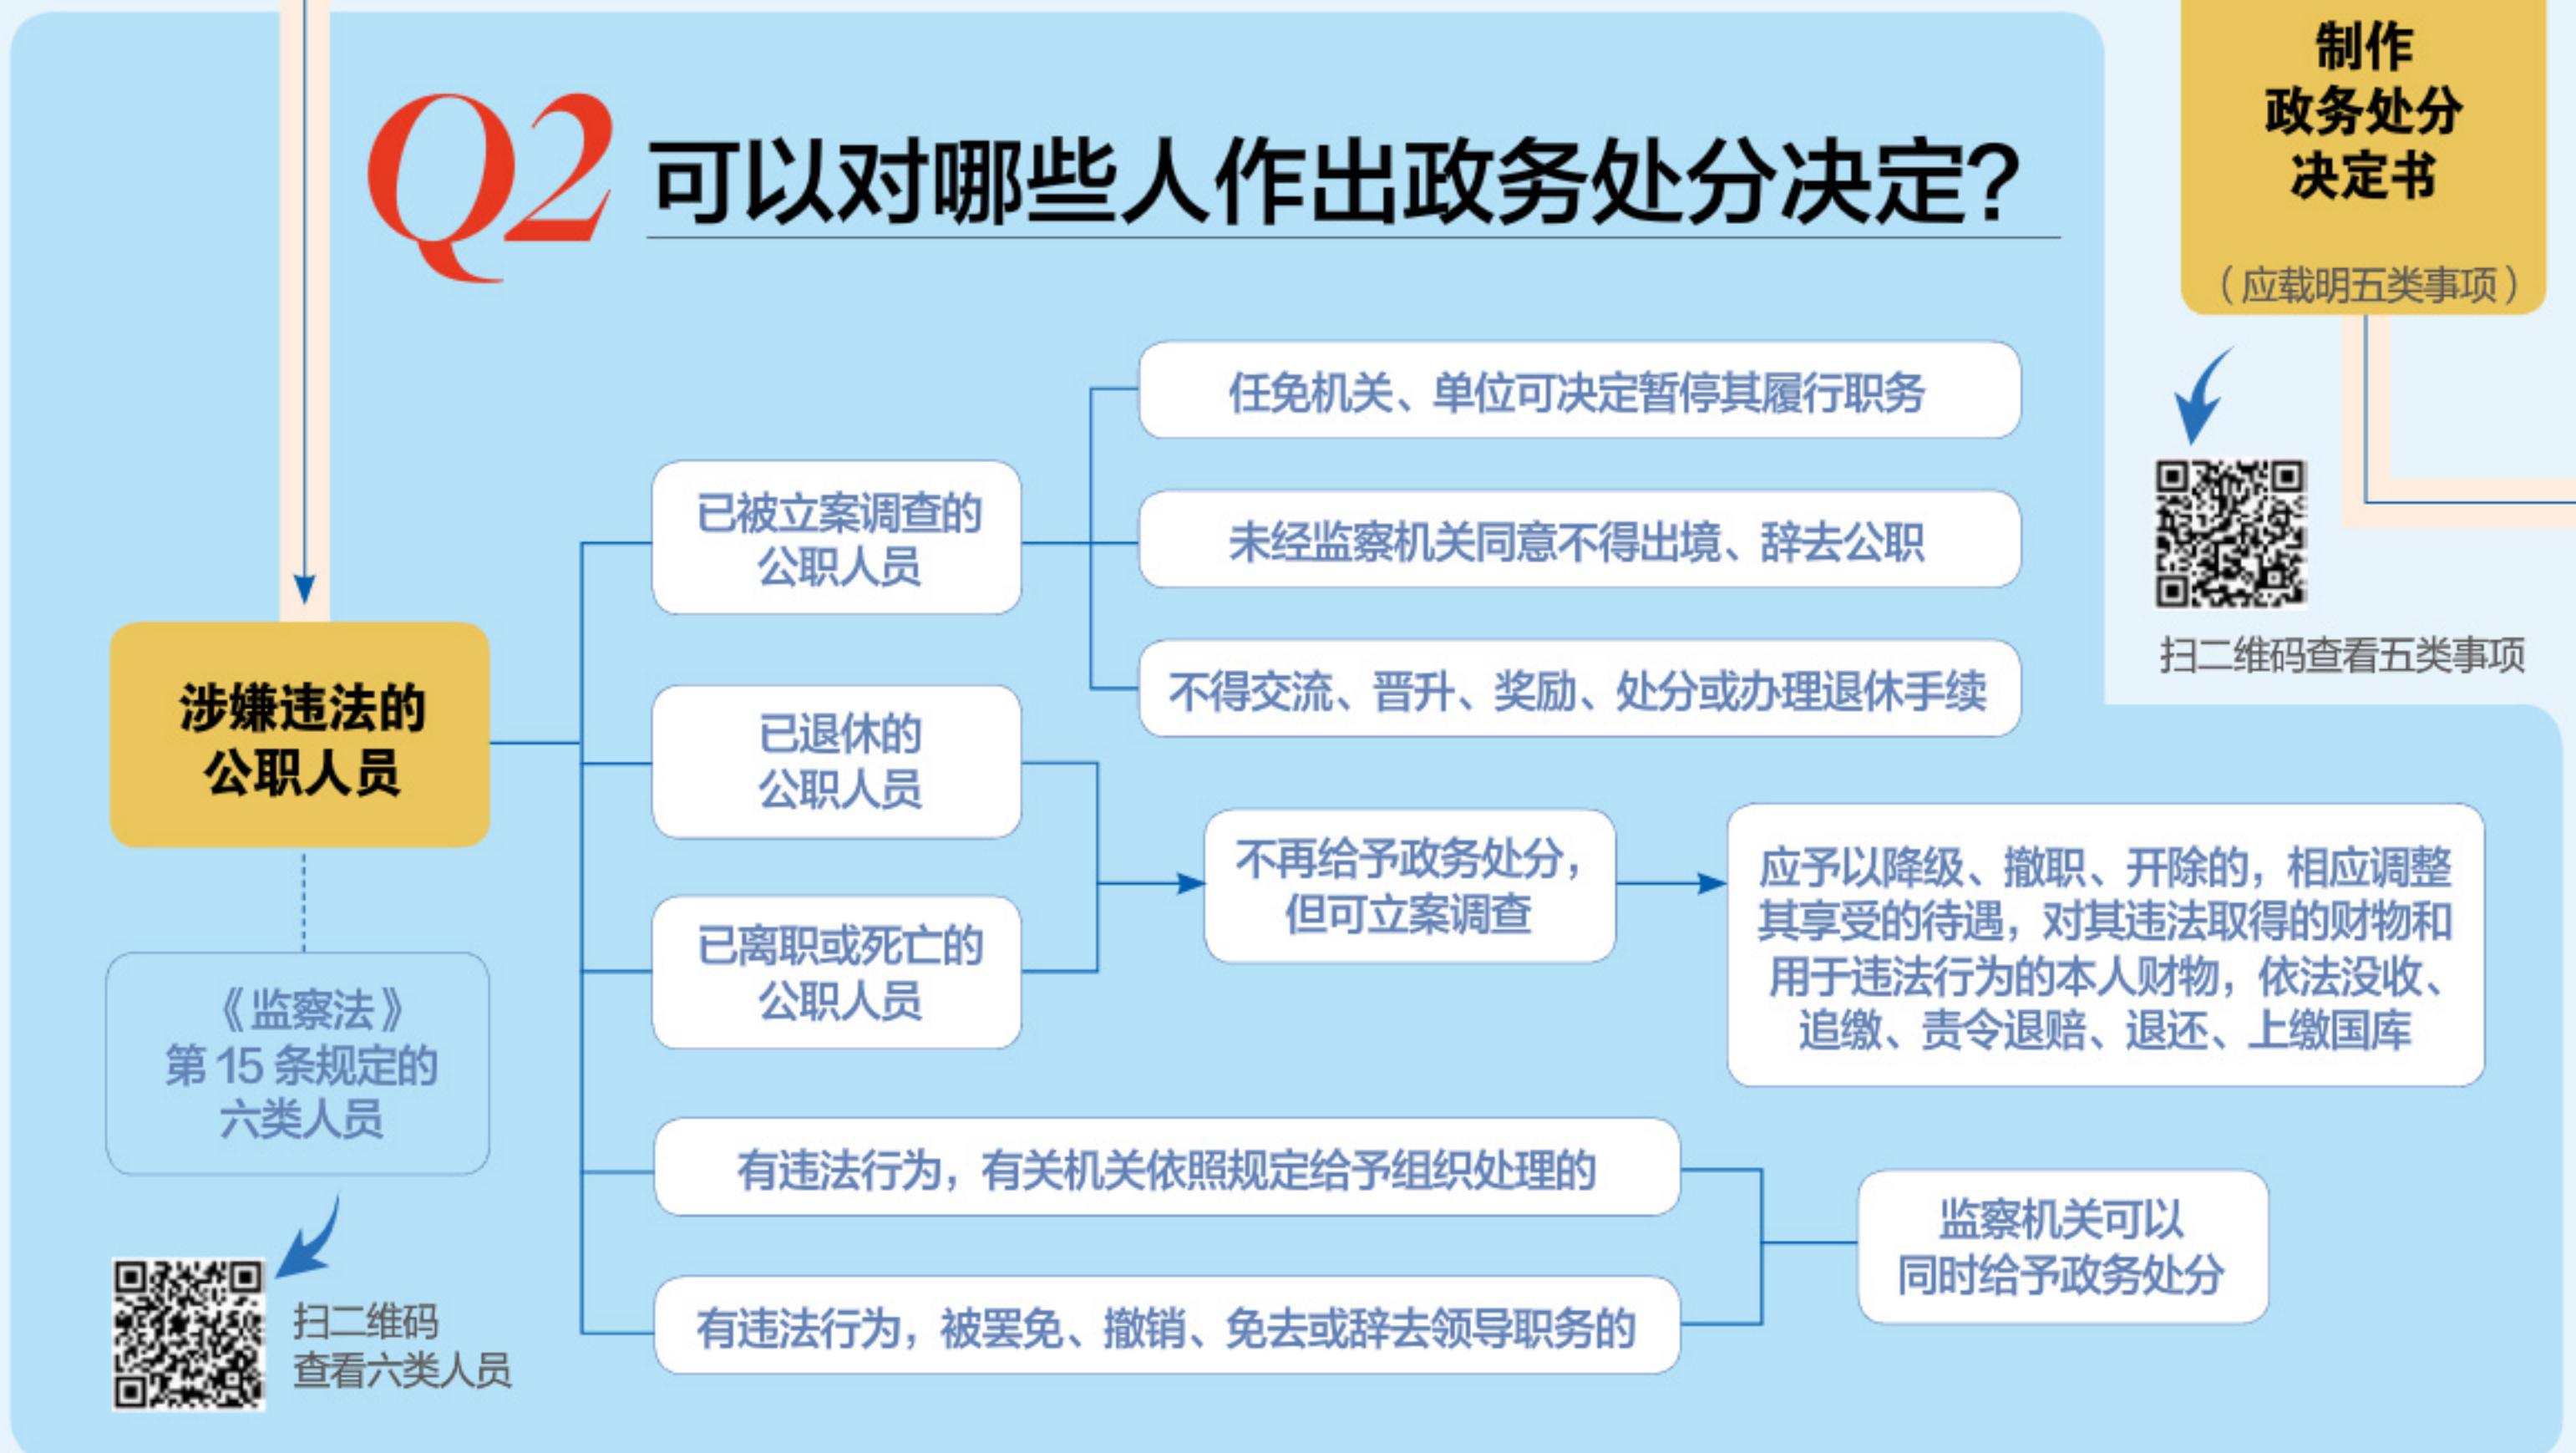 Q2 可以对哪些人作出政务处分决定?
制作
政务处分
决定书
（应载明五类事项）
扫二维码查看五类事项
涉嫌违法的
公职人员
《监察法》
第 15 条规定的
六类人员
扫二维码
查看六类人员
已被立案调查的
公职人员
任免机关、单位可决定暂停其履行职务
未经监察机关同意不得出境、辞去公职
不得交流、晋升、奖励、处分或办理退休手续
已退休的
公职人员
已离职或死亡的
公职人员
不再给予政务处分，
但可立案调查
应予以降级、撤职、开除的，相应调整
其享受的待遇，对其违法取得的财物和
用于违法行为的本人财物，依法没收、
追缴、责令退赔、退还、上缴国库
有违法行为，有关机关依照规定给予组织处理的
有违法行为，被罢免、撤销、免去或辞去领导职务的
监察机关可以
同时给予政务处分